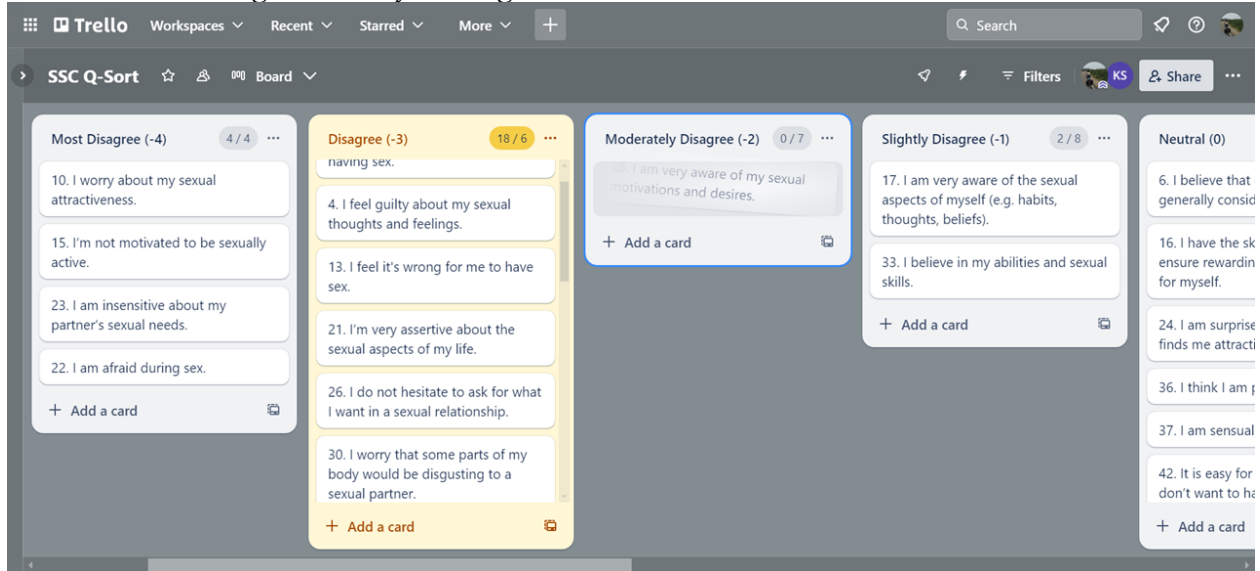 Trello Workspaces Recent Starred More + Search
SSC Q-Sort Board Filters KS Share
Most Disagree (-4) 4 / 4
10. I worry about my sexual
attractiveness.
15. I'm not motivated to be sexually
active.
23. I am insensitive about my
partner's sexual needs.
22. I am afraid during sex.
+ Add a card
Disagree (-3) 18 / 6
having sex.
4. I feel guilty about my sexual
thoughts and feelings.
13. I feel it's wrong for me to have
sex.
21. I'm very assertive about the
sexual aspects of my life.
26. I do not hesitate to ask for what
I want in a sexual relationship.
30. I worry that some parts of my
body would be disgusting to a
sexual partner.
+ Add a card
Moderately Disagree (-2) 0 / 7
I am very aware of my sexual
motivations and desires.
+ Add a card
Slightly Disagree (-1) 2 / 8
17. I am very aware of the sexual
aspects of myself (e.g. habits,
thoughts, beliefs).
33. I believe in my abilities and sexual
skills.
+ Add a card
Neutral (0)
6. I believe that
generally consid
16. I have the sk
ensure rewardin
for myself.
24. I am surprise
finds me attracti
36. I think I am p
37. I am sensual
42. It is easy for
don't want to ha
+ Add a card